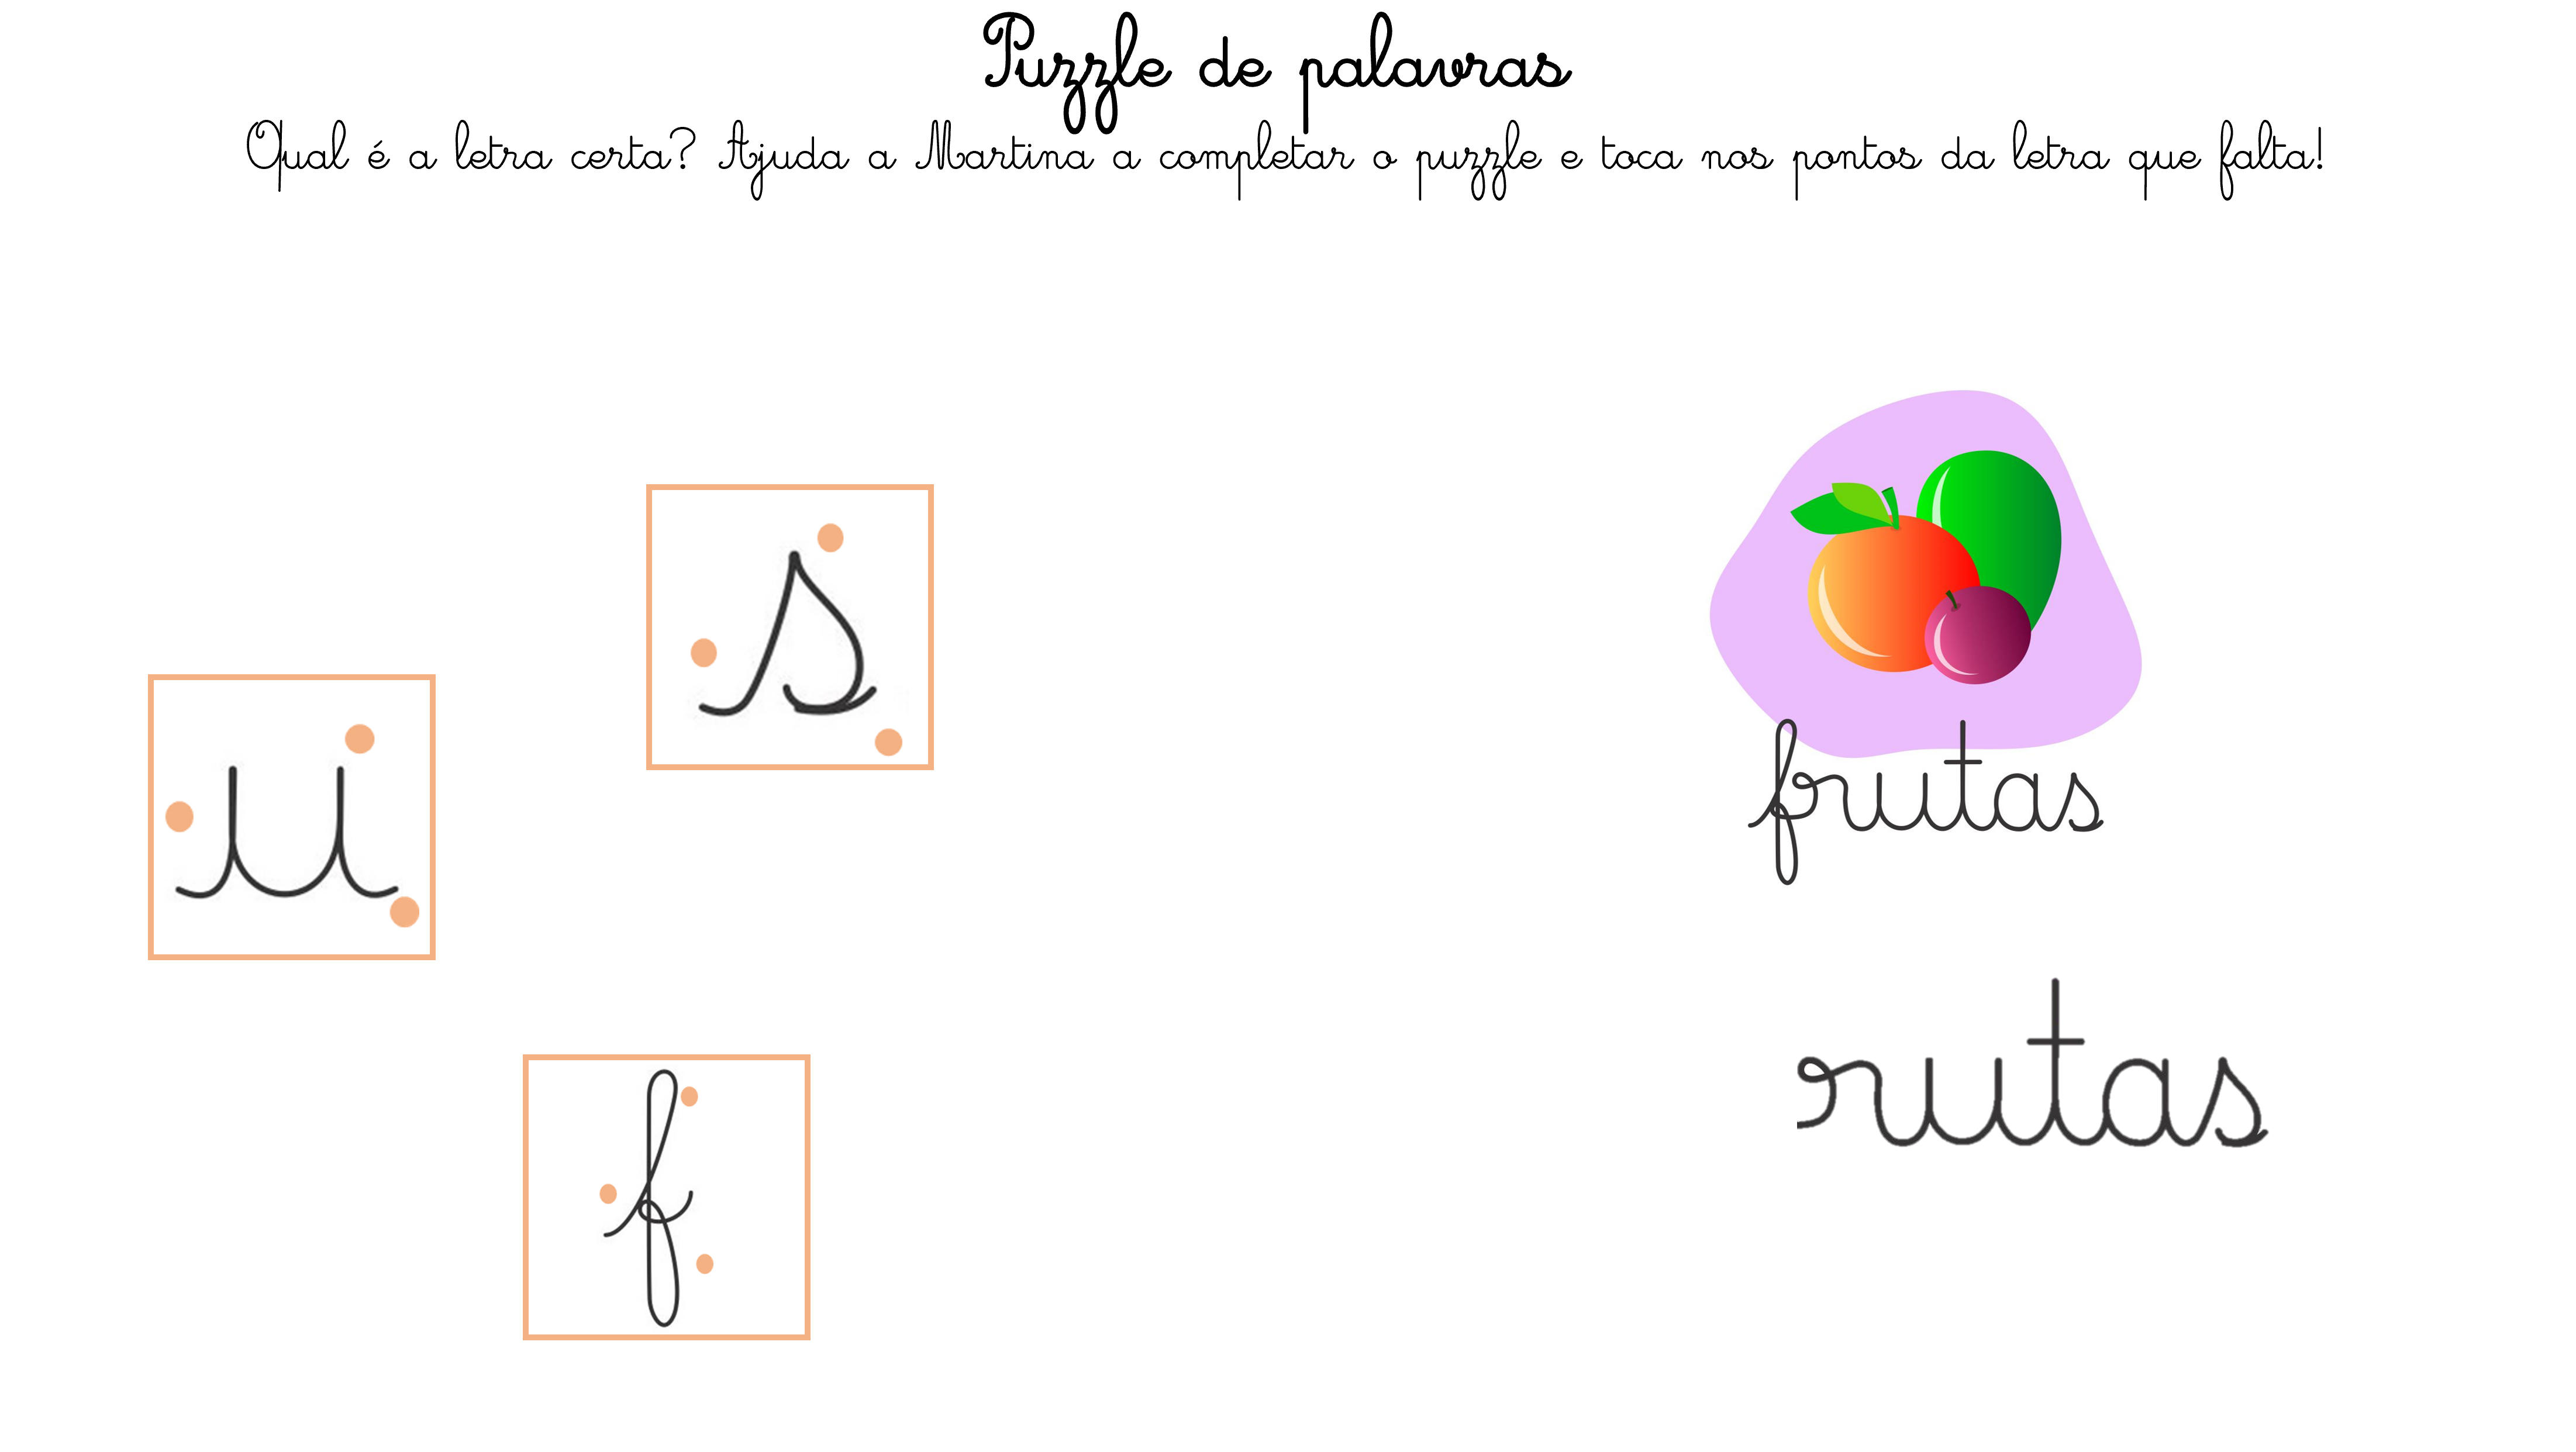 Puzzle de palavras
Qual é a letra certa? Ajuda a Martina a completar o puzzle e toca nos pontos da letra que falta!
s
u
frutas
rutas
f